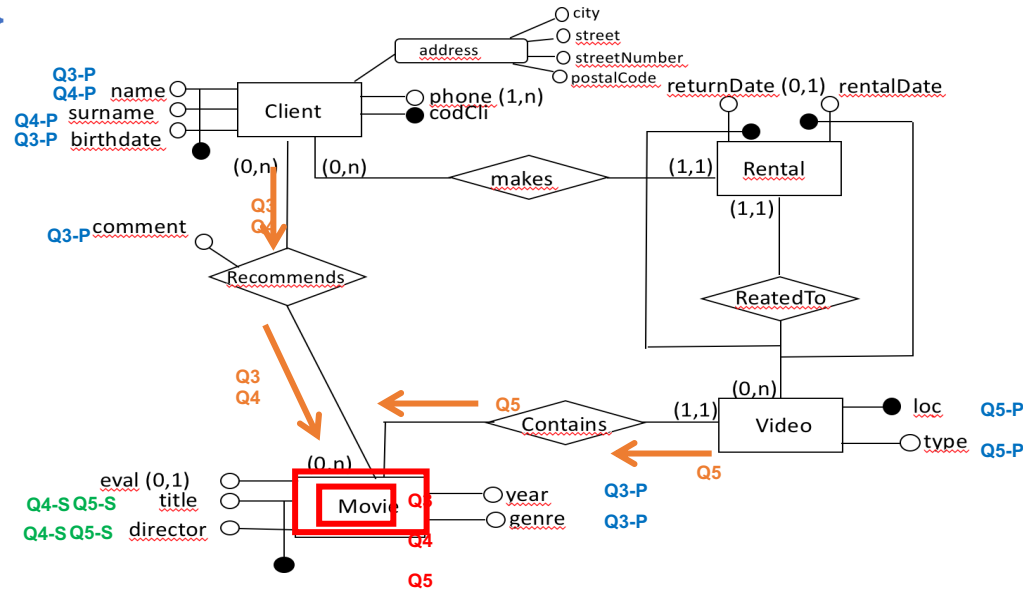 city
street
streetNumber
postalCode
address
returnDate (0,1) rentalDate
Q3-P
Q4-P
name
Q4-P
surname
Q3-P
birthdate
Client
phone (1,n)
codCli
(0,n)
(0,n)
makes
(1,1)
Rental
(1,1)
Q3
Q4
Q3-P
comment
Recommends
ReatedTo
Q3
Q4
Q5
Contains
(1,1)
(0,n)
Video
loc
Q5-P
type
Q5-P
Q5
(0,n)
eval (0,1)
Q4-S Q5-S
title
Q4-S Q5-S
director
Movie
Q3
Q4
Q5
year
Q3-P
genre
Q3-P